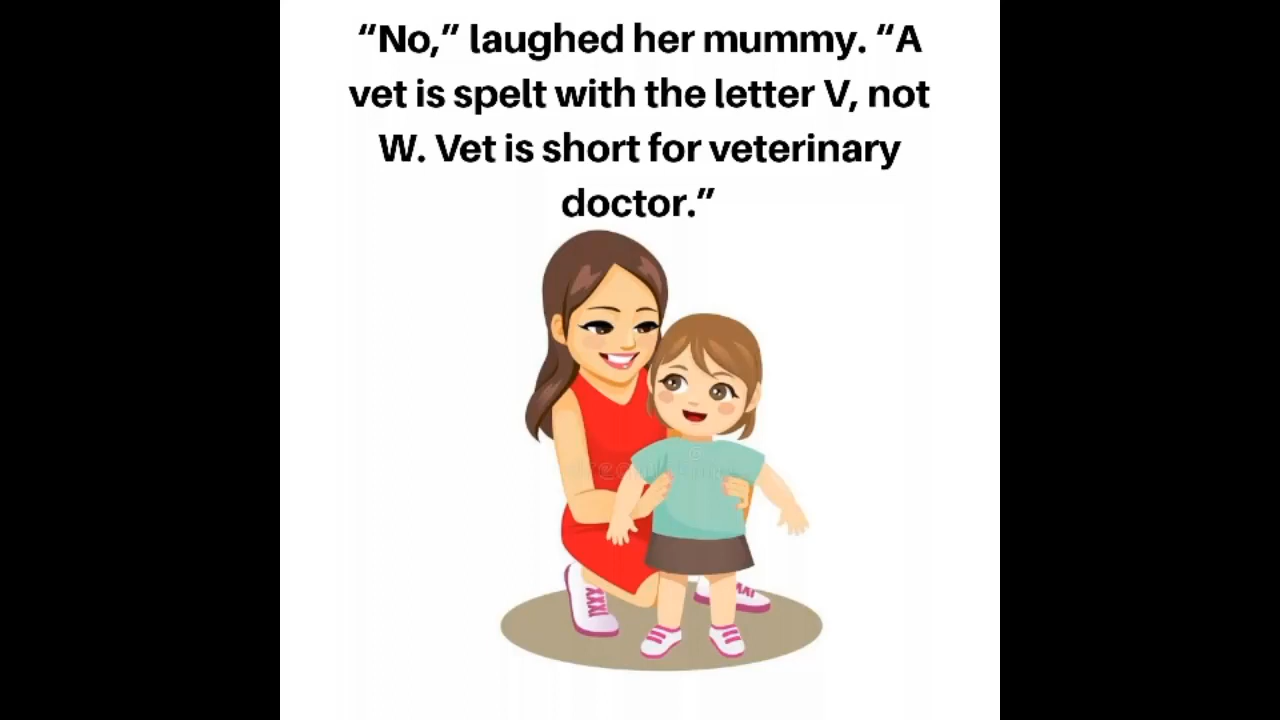 “No,” laughed her mummy. “A
vet is spelt with the letter V, not
W. Vet is short for veterinary
doctor.”